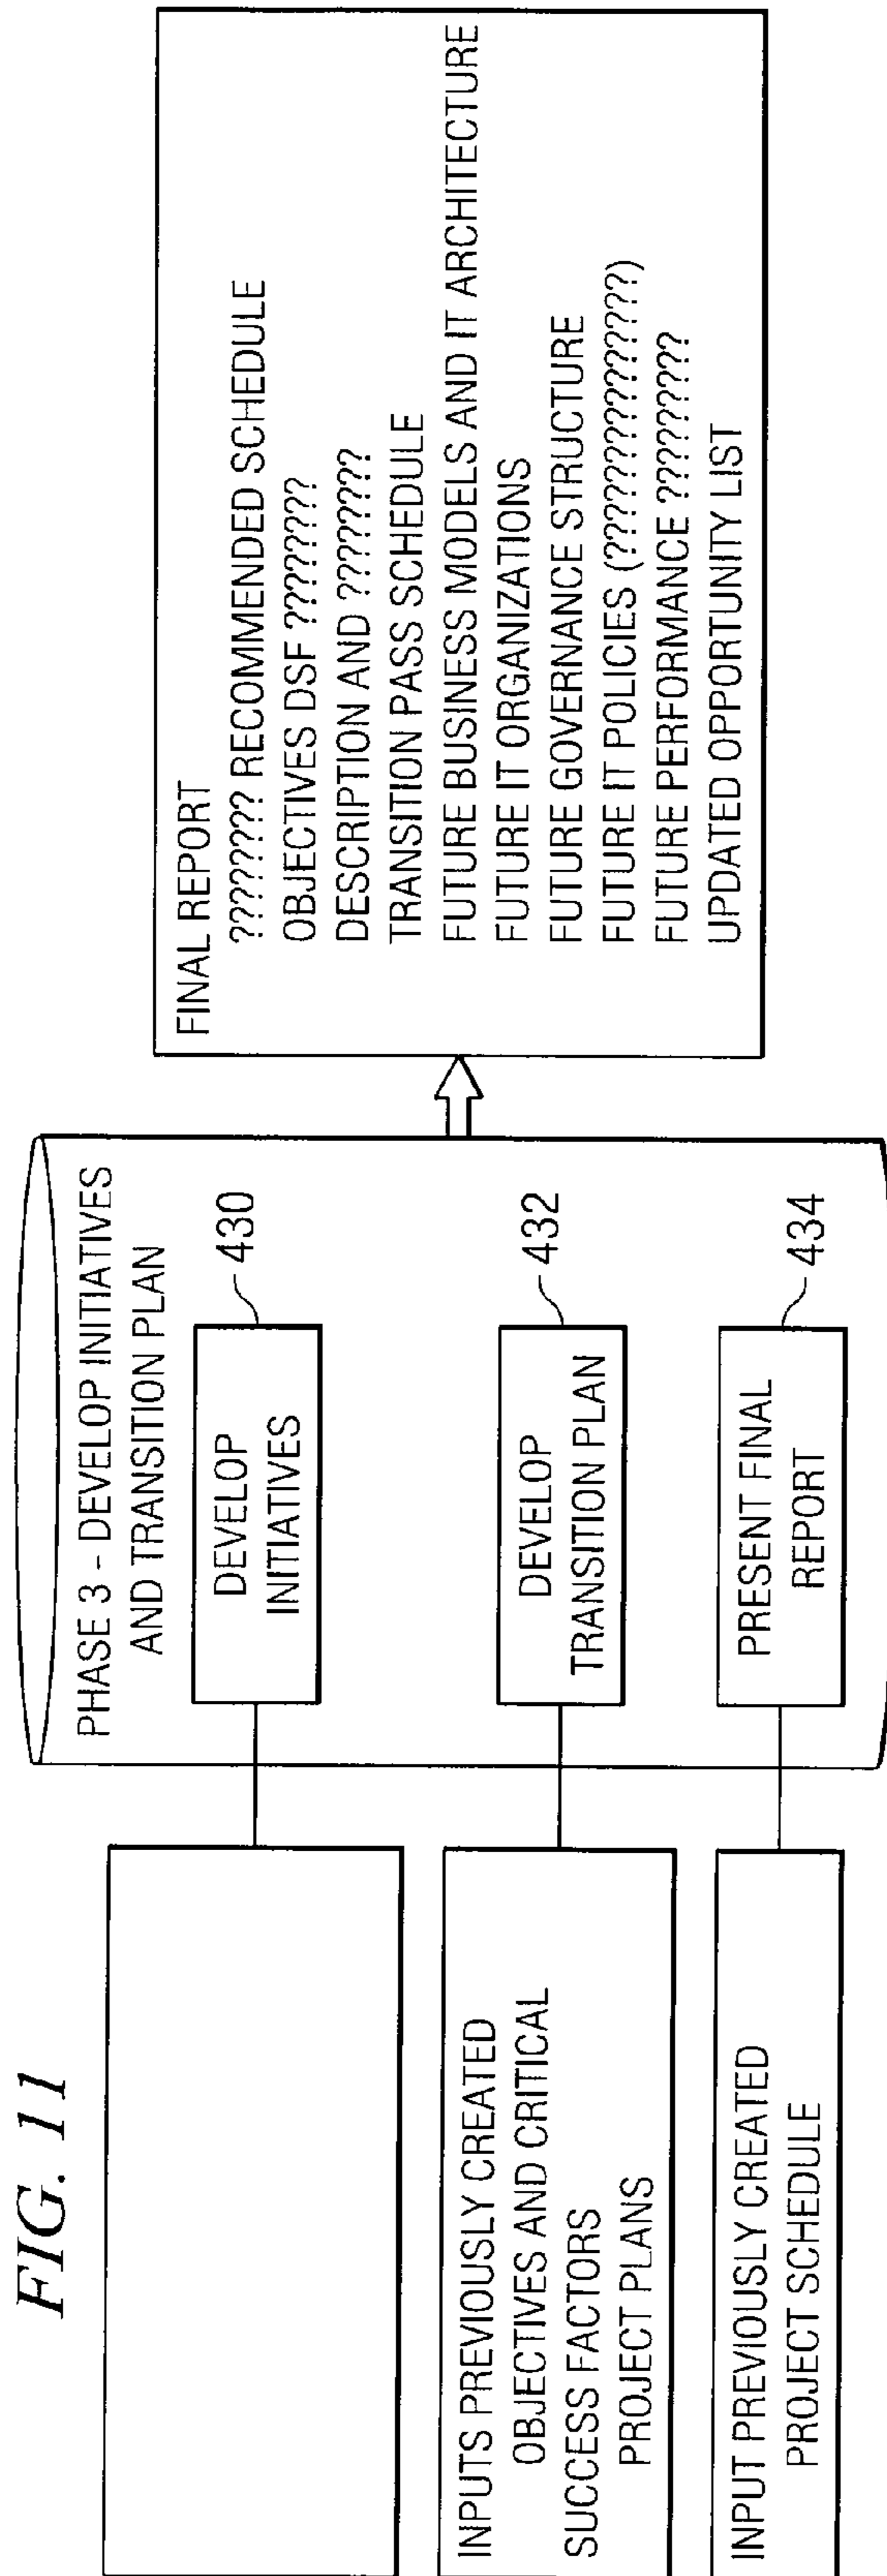 FIG. 11
INPUTS PREVIOUSLY CREATED
OBJECTIVES AND CRITICAL
SUCCESS FACTORS
PROJECT PLANS
INPUT PREVIOUSLY CREATED
PROJECT SCHEDULE
PHASE 3 - DEVELOP INITIATIVES
AND TRANSITION PLAN
DEVELOP
INITIATIVES
430
DEVELOP
TRANSITION PLAN
432
PRESENT FINAL
REPORT
434
FINAL REPORT
???????? RECOMMENDED SCHEDULE
OBJECTIVES DSF ????????
DESCRIPTION AND ????????
TRANSITION PASS SCHEDULE
FUTURE BUSINESS MODELS AND IT ARCHITECTURE
FUTURE IT ORGANIZATIONS
FUTURE GOVERNANCE STRUCTURE
FUTURE IT POLICIES (?????????????????)
FUTURE PERFORMANCE ?????????
UPDATED OPPORTUNITY LIST